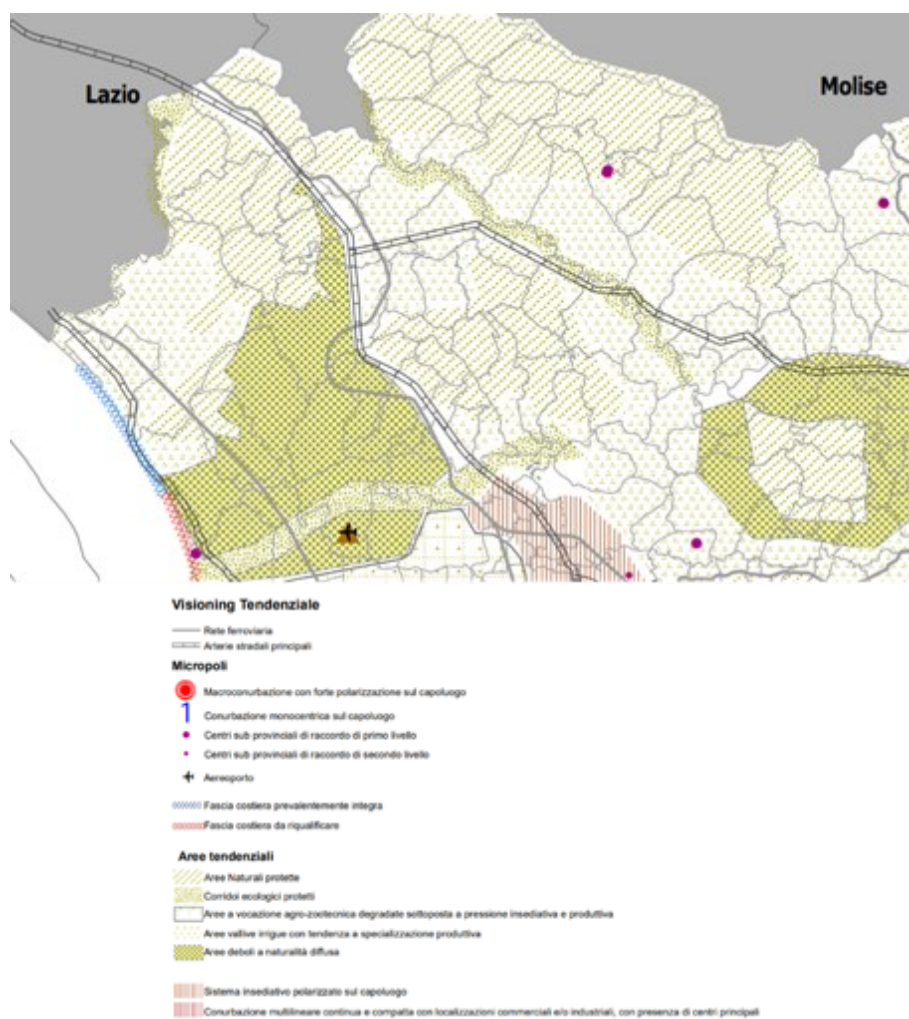 Lazio
Molise
Visioning Tendenziale
Rete ferroviaria
Arterie stradali principali
Micropoli
Macroconurbazione con forte polarizzazione sul capoluogo
1 Conurbazione monocentrica sul capoluogo
Centri sub provinciali di raccordo di primo livello
Centri sub provinciali di raccordo di secondo livello
Aereoporto
Fascia costiera prevalentemente integra
Fascia costiera da riqualificare
Aree tendenziali
Aree Naturali protette
Corridoi ecologici protetti
Aree a vocazione agro-zootecnica degradate sottoposta a pressione insediativa e produttiva
Aree vallive irrigue con tendenza a specializzazione produttiva
Aree deboli a naturalità diffusa
Sistema insediativo polarizzato sul capoluogo
Conurbazione multilineare continua e compatta con localizzazioni commerciali e/o industriali, con presenza di centri principali